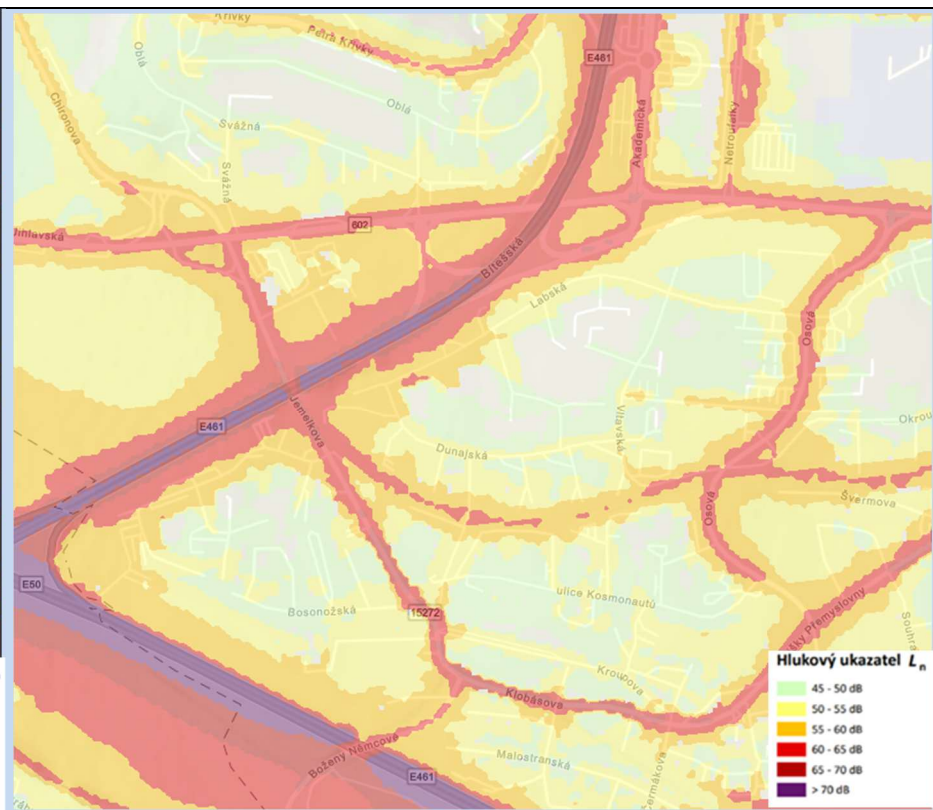 Křivky
Petra Křivky
E461
Oblá
Chironova
Oblá
Svážná
Akademická
Netroufalky
Svážná
602
Jihlavská
Bítešská
Labská
Osová
Jemelkova
Vltavská
E461
Okrou
Dunajská
Osová
Švermova
E50
ulice Kosmonautů
Bosonožská
15272
ky Přemyslovny
Souhra
Kroupova
Klobásova
Boženy Němcové
Malostranská
Čermákova
E461
Hlukový ukazatel Ln
45 - 50 dB
50 - 55 dB
55 - 60 dB
60 - 65 dB
65 - 70 dB
> 70 dB